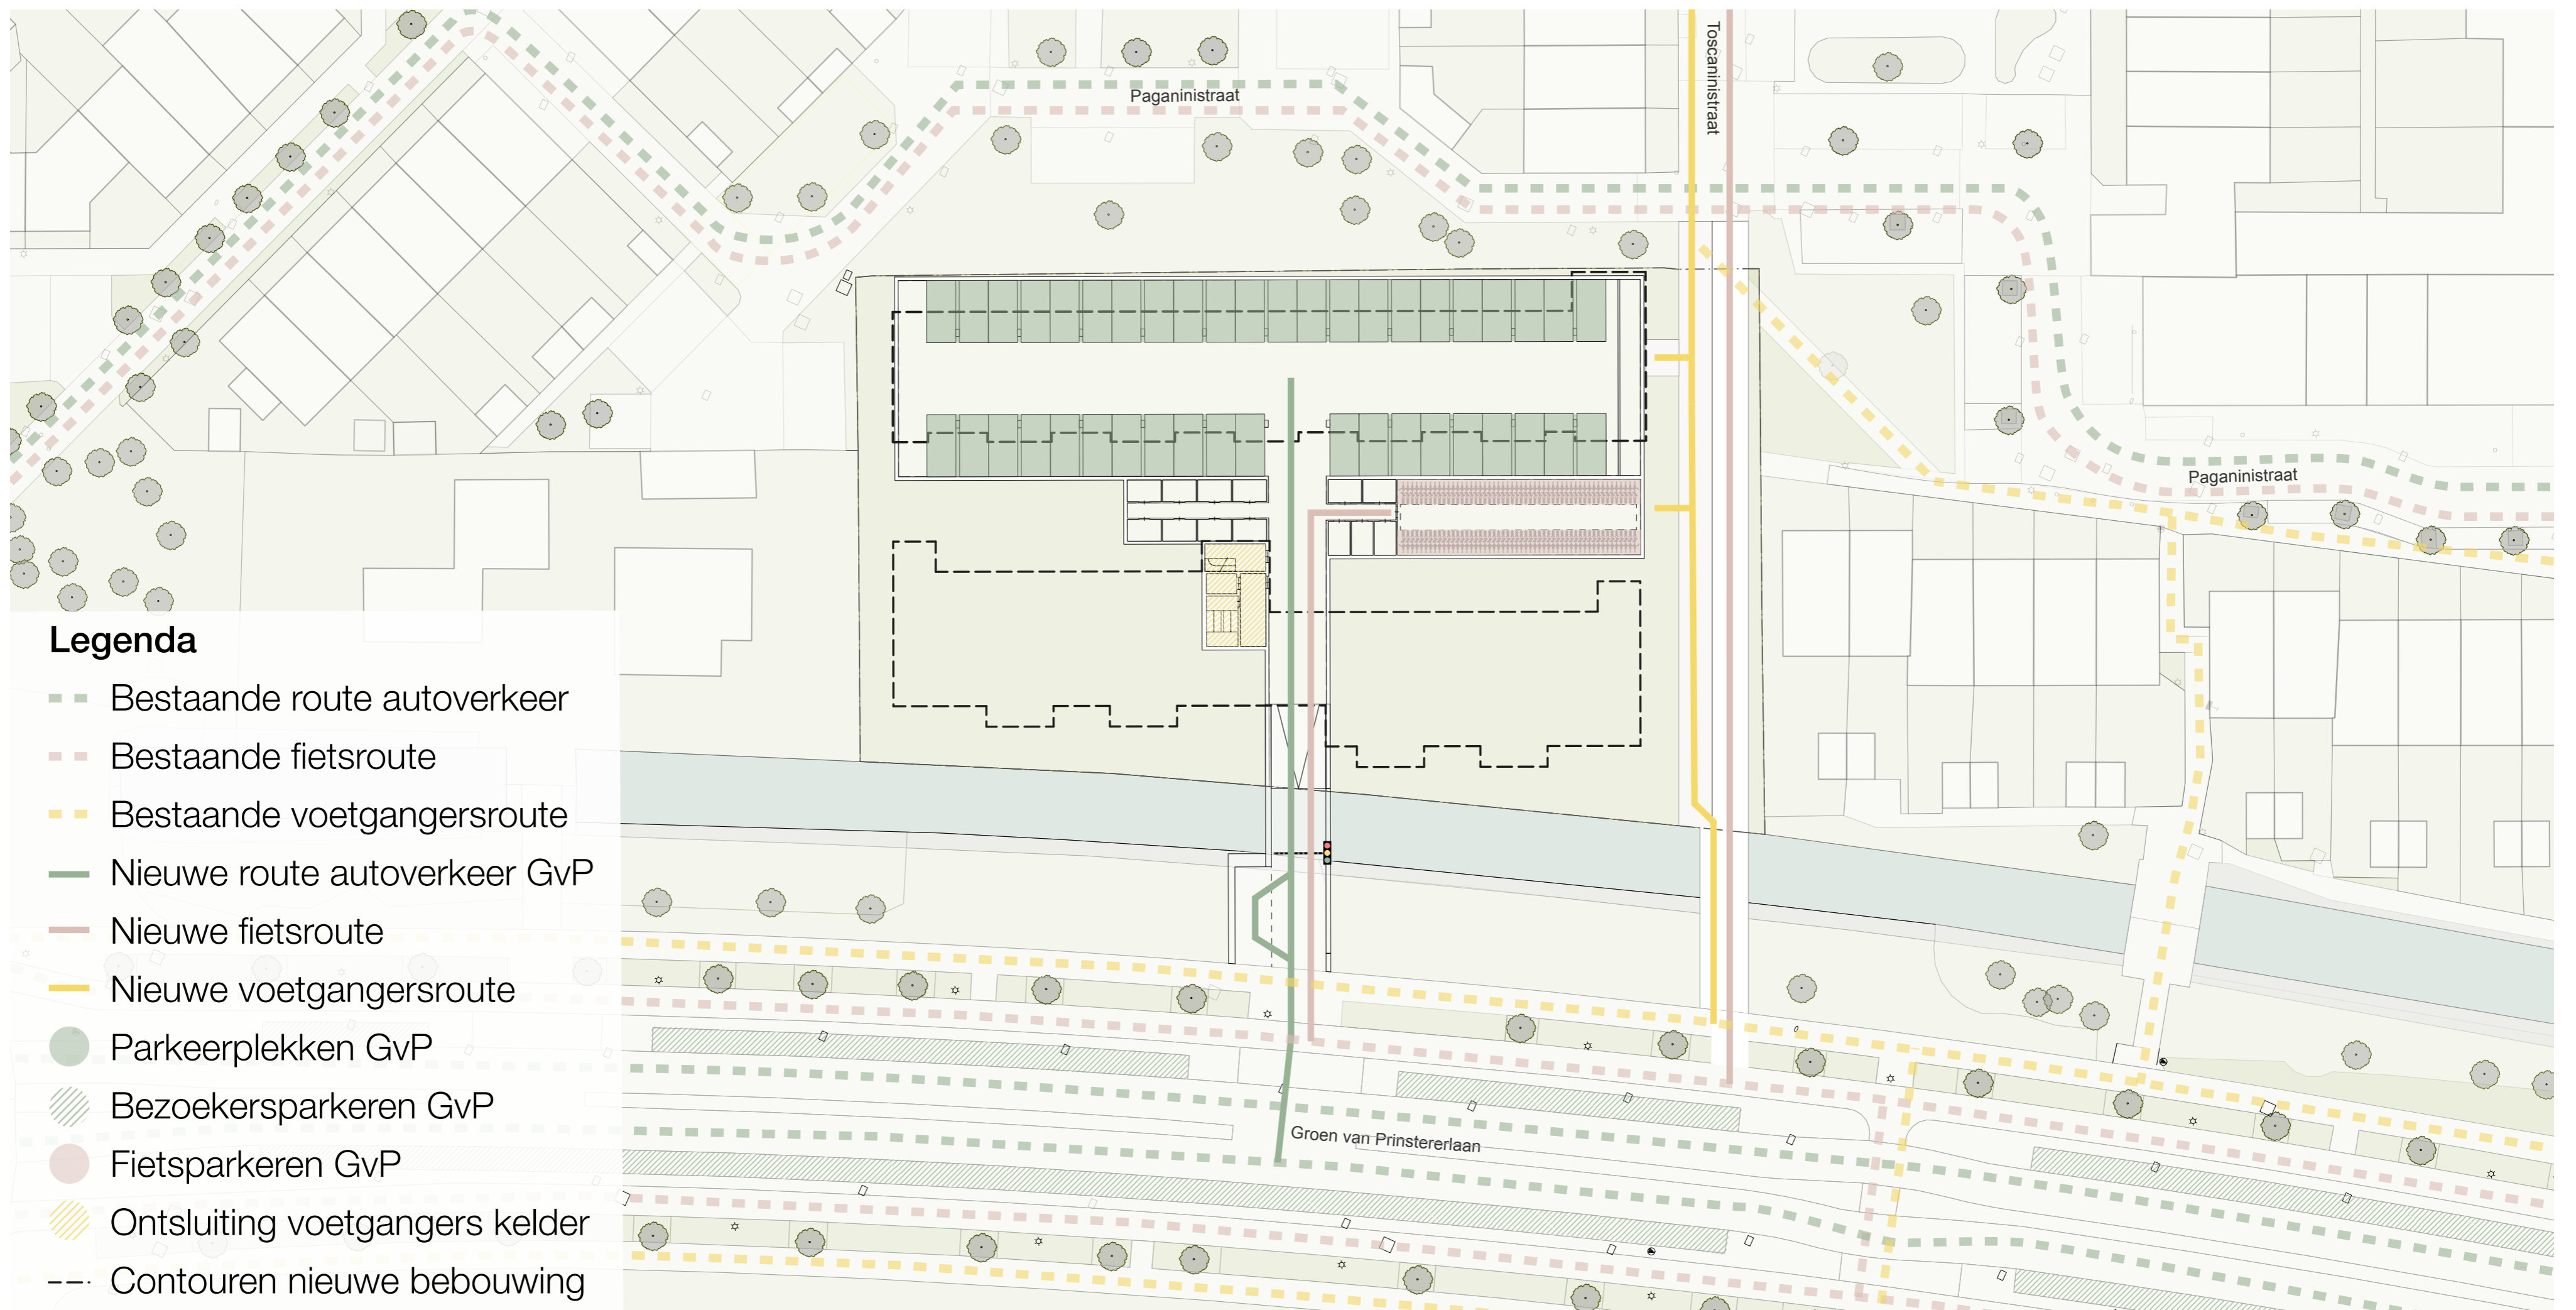 Toscaninistraat
Paganinistraat
Paganinistraat
Groen van Prinstererlaan
Legenda
Bestaande route autoverkeer
Bestaande fietsroute
Bestaande voetgangersroute
Nieuwe route autoverkeer GvP
Nieuwe fietsroute
Nieuwe voetgangersroute
Parkeerplekken GvP
Bezoekersparkeren GvP
Fietsparkeren GvP
Ontsluiting voetgangers kelder
Contouren nieuwe bebouwing